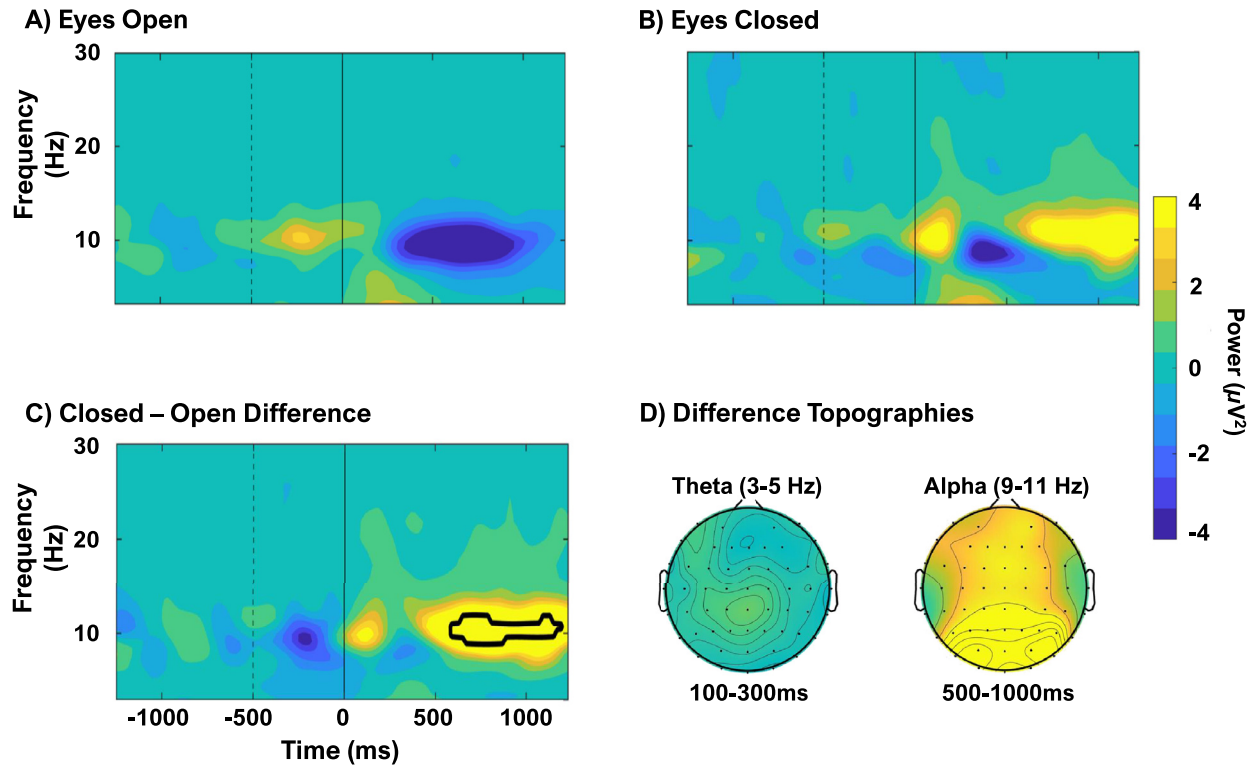 A) Eyes Open
B) Eyes Closed
30
20
10
Frequency
(Hz)
4
2
0
-2
-4
Power (μV²)
C) Closed – Open Difference
D) Difference Topographies
30
20
10
Frequency
(Hz)
-1000
-500
0
500
1000
Time (ms)
Theta (3-5 Hz)
Alpha (9-11 Hz)
100-300ms
500-1000ms